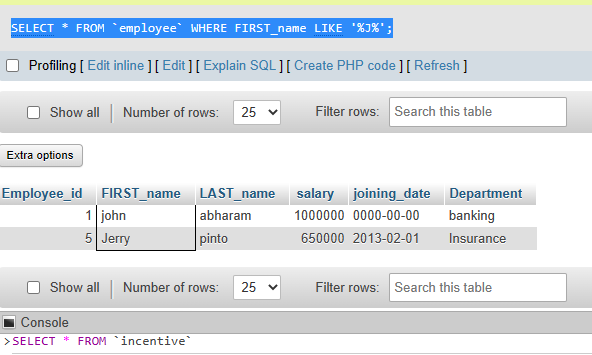 SELECT * FROM `employee` WHERE FIRST_name LIKE '%J%';
Profiling [ Edit inline ] [ Edit ] [ Explain SQL ] [ Create PHP code ] [ Refresh ]
Show all Number of rows: 25 Filter rows: Search this table
Extra options
Employee_id FIRST_name LAST_name salary joining_date Department
1 john abharam 1000000 0000-00-00 banking
5 Jerry pinto 650000 2013-02-01 Insurance
Show all Number of rows: 25 Filter rows: Search this table
Console
>SELECT * FROM `incentive`